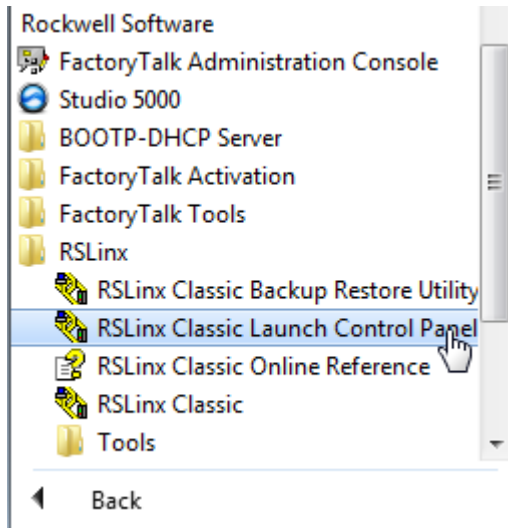 Rockwell Software
FactoryTalk Administration Console
Studio 5000
BOOTP-DHCP Server
FactoryTalk Activation
FactoryTalk Tools
RSLinx
RSLinx Classic Backup Restore Utility
RSLinx Classic Launch Control Panel
RSLinx Classic Online Reference
RSLinx Classic
Tools
Back